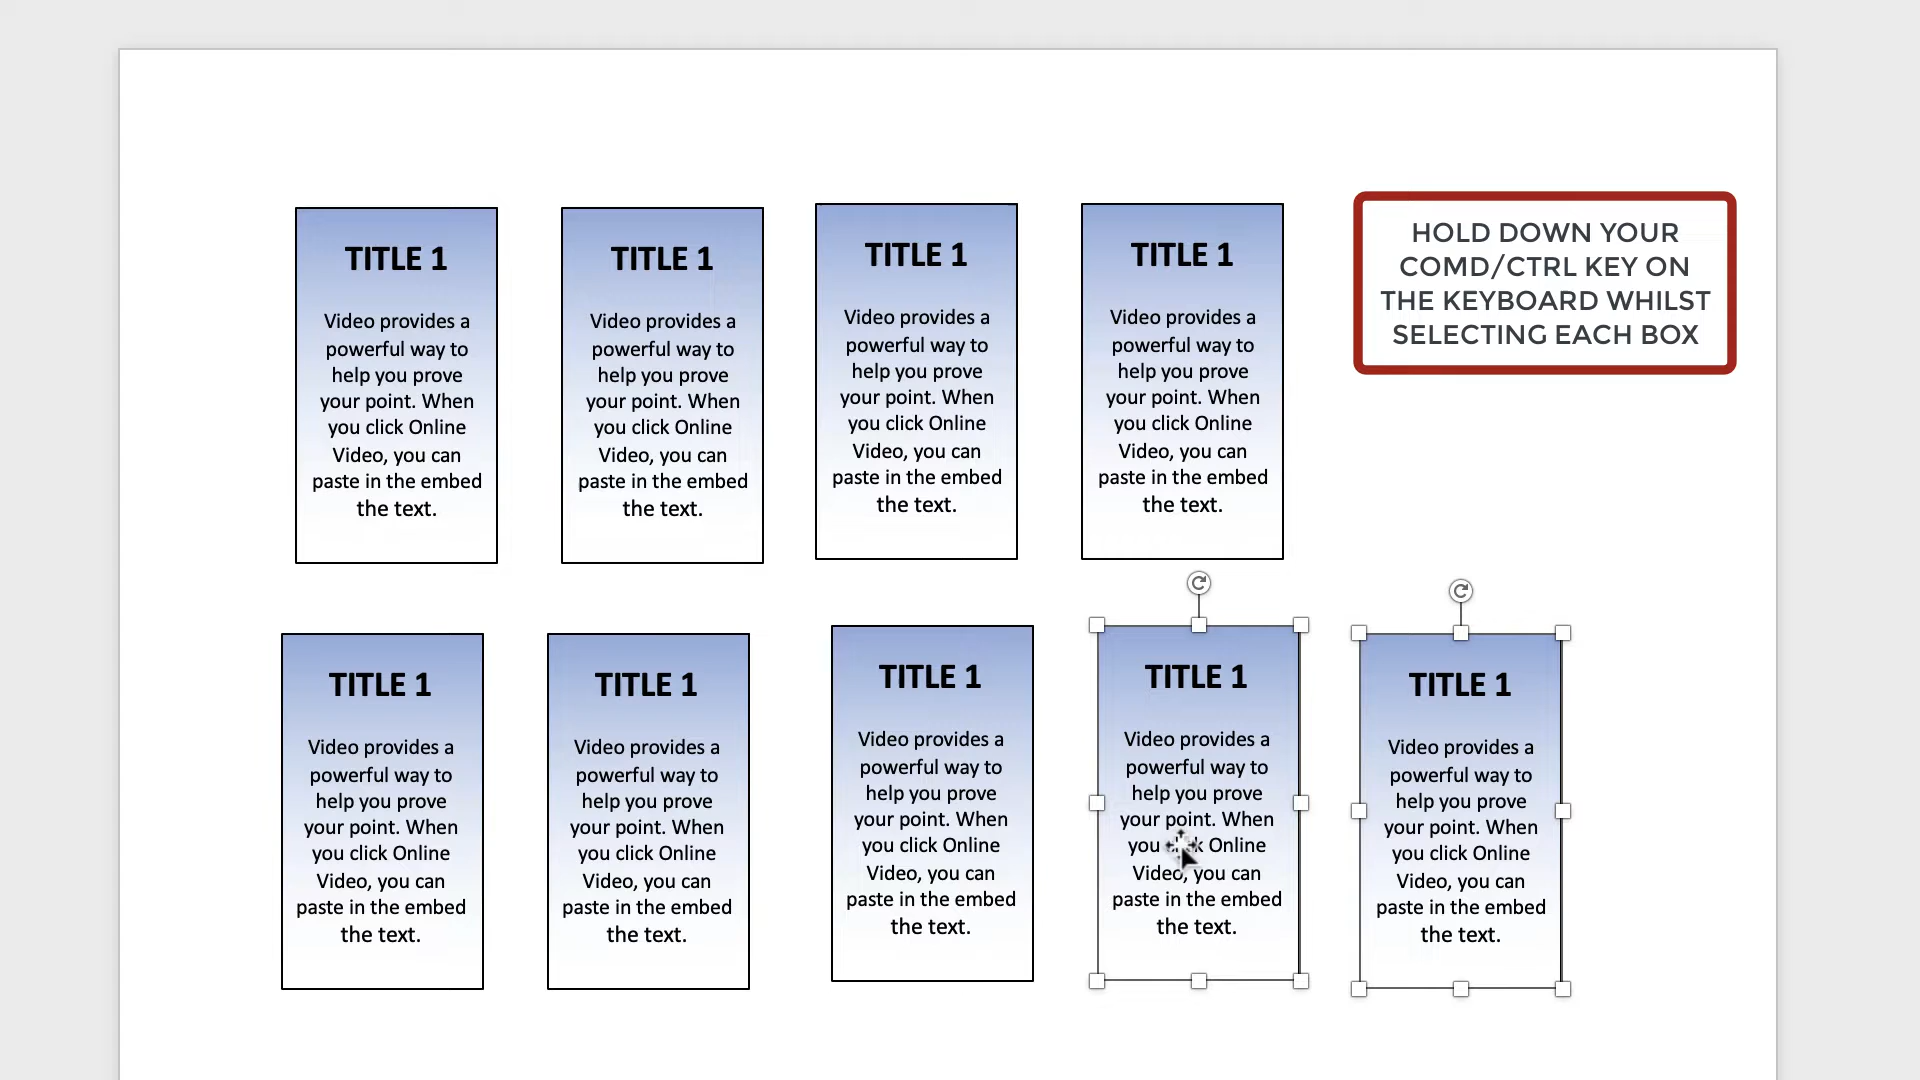 TITLE 1
Video provides a
powerful way to
help you prove
your point. When
you click Online
Video, you can
paste in the embed
the text.
TITLE 1
Video provides a
powerful way to
help you prove
your point. When
you click Online
Video, you can
paste in the embed
the text.
TITLE 1
Video provides a
powerful way to
help you prove
your point. When
you click Online
Video, you can
paste in the embed
the text.
TITLE 1
Video provides a
powerful way to
help you prove
your point. When
you click Online
Video, you can
paste in the embed
the text.
HOLD DOWN YOUR
COMD/CTRL KEY ON
THE KEYBOARD WHILST
SELECTING EACH BOX
TITLE 1
Video provides a
powerful way to
help you prove
your point. When
you click Online
Video, you can
paste in the embed
the text.
TITLE 1
Video provides a
powerful way to
help you prove
your point. When
you click Online
Video, you can
paste in the embed
the text.
TITLE 1
Video provides a
powerful way to
help you prove
your point. When
you click Online
Video, you can
paste in the embed
the text.
TITLE 1
Video provides a
powerful way to
help you prove
your point. When
you click Online
Video, you can
paste in the embed
the text.
TITLE 1
Video provides a
powerful way to
help you prove
your point. When
you click Online
Video, you can
paste in the embed
the text.